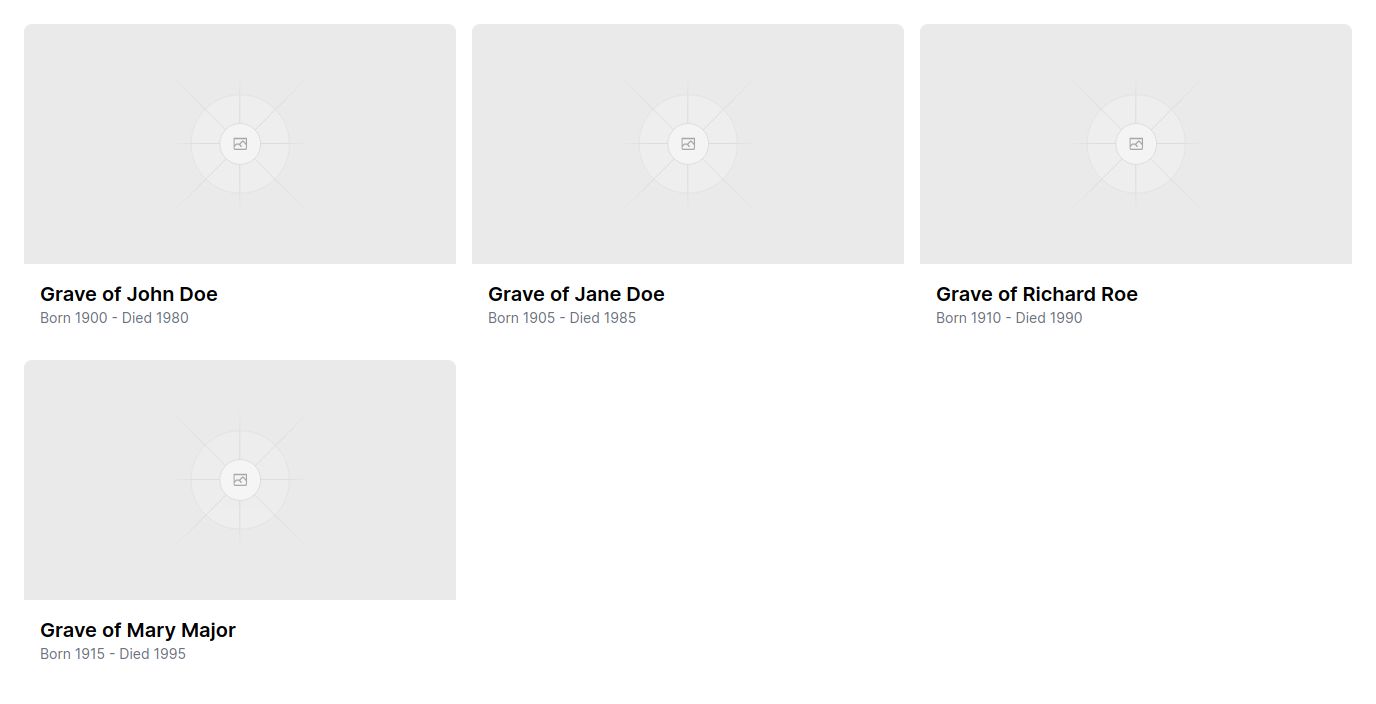 Grave of John Doe
Born 1900 - Died 1980
Grave of Jane Doe
Born 1905 - Died 1985
Grave of Richard Roe
Born 1910 - Died 1990
Grave of Mary Major
Born 1915 - Died 1995